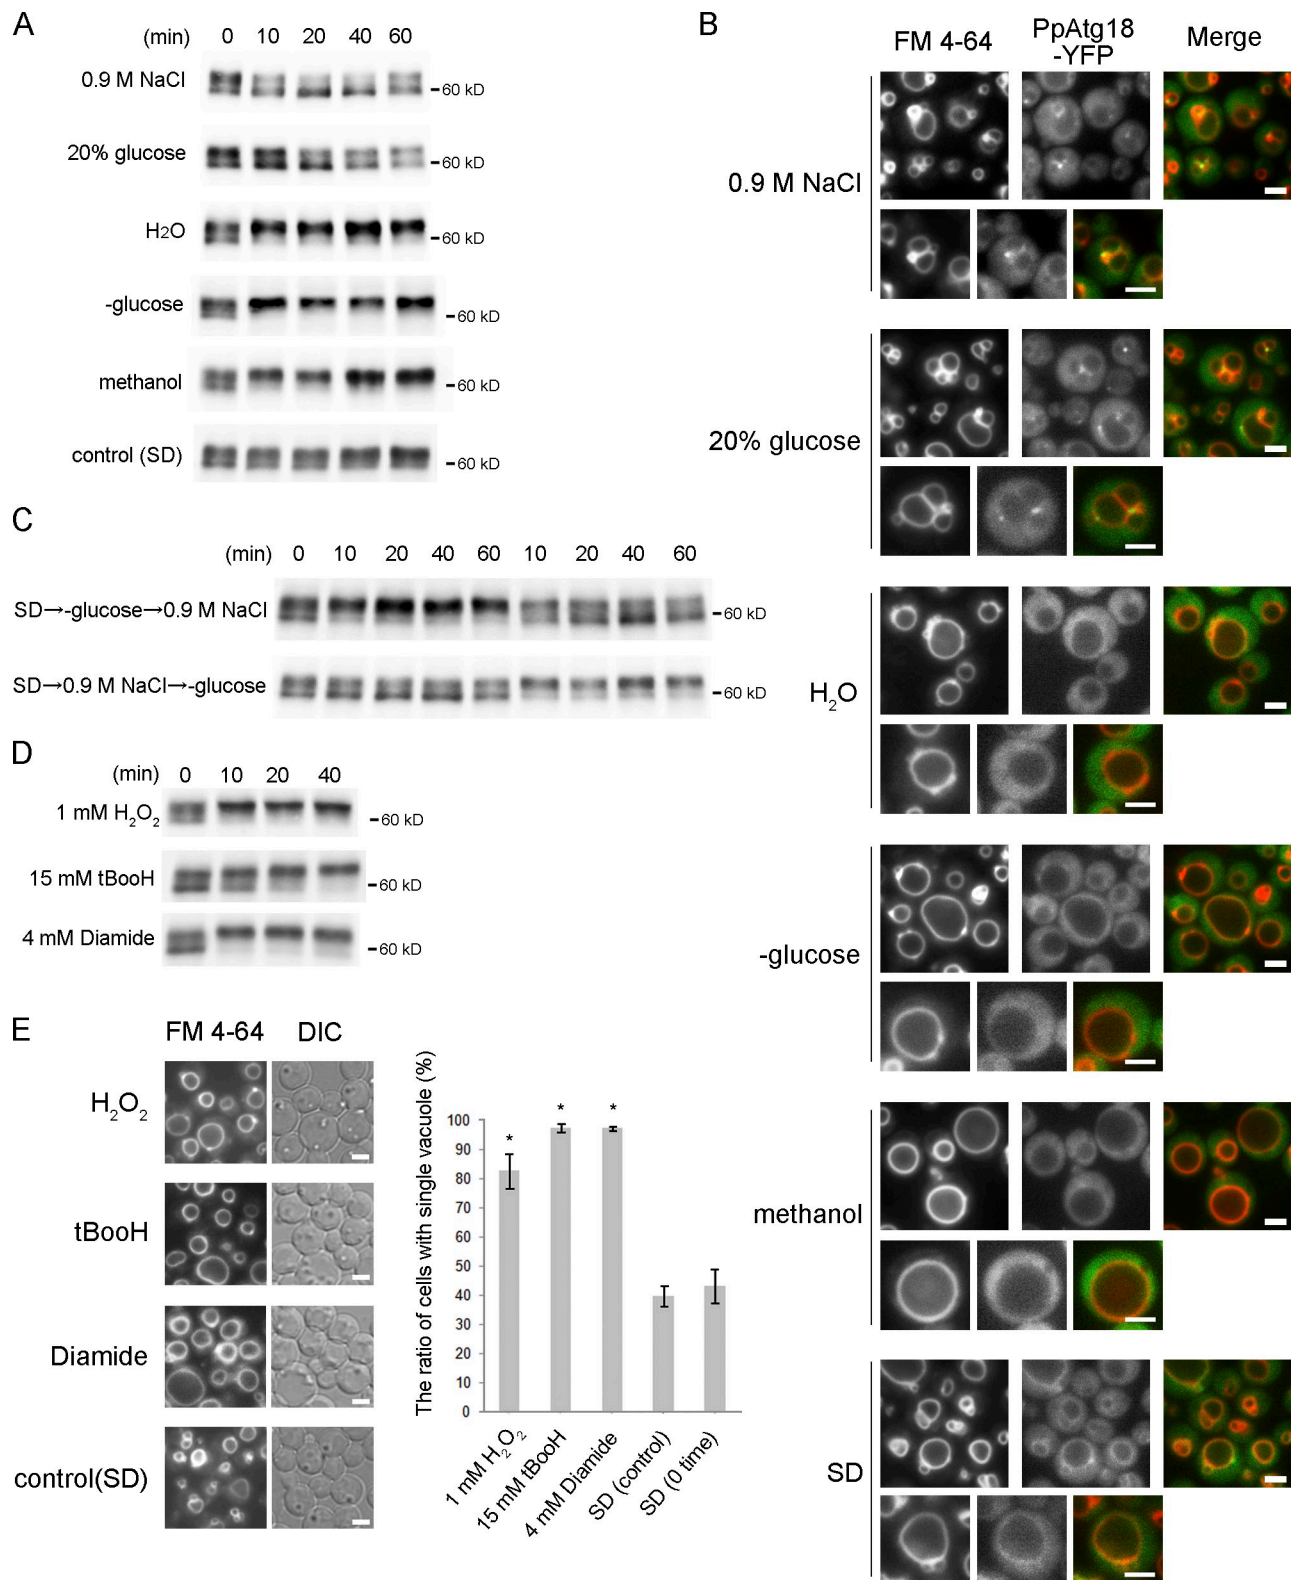 A
(min) 0 10 20 40 60
0.9 M NaCl
60 kD
20% glucose
60 kD
H2O
60 kD
-glucose
60 kD
methanol
60 kD
control (SD)
60 kD
B
FM 4-64
PpAtg18
-YFP
Merge
0.9 M NaCl
20% glucose
H₂O
-glucose
methanol
SD
C
(min) 0 10 20 40 60 10 20 40 60
SD→-glucose→0.9 M NaCl
60 kD
SD→0.9 M NaCl→-glucose
60 kD
D
(min) 0 10 20 40
1 mM H₂O₂
60 kD
15 mM tBooH
60 kD
4 mM Diamide
60 kD
E
FM 4-64 DIC
H₂O₂
tBooH
Diamide
control(SD)
The ratio of cells with single vacuole (%)
100
90
80
70
60
50
40
30
20
10
0
* * *
1 mM H₂O₂
15 mM tBooH
4 mM Diamide
SD (control)
SD (0 time)